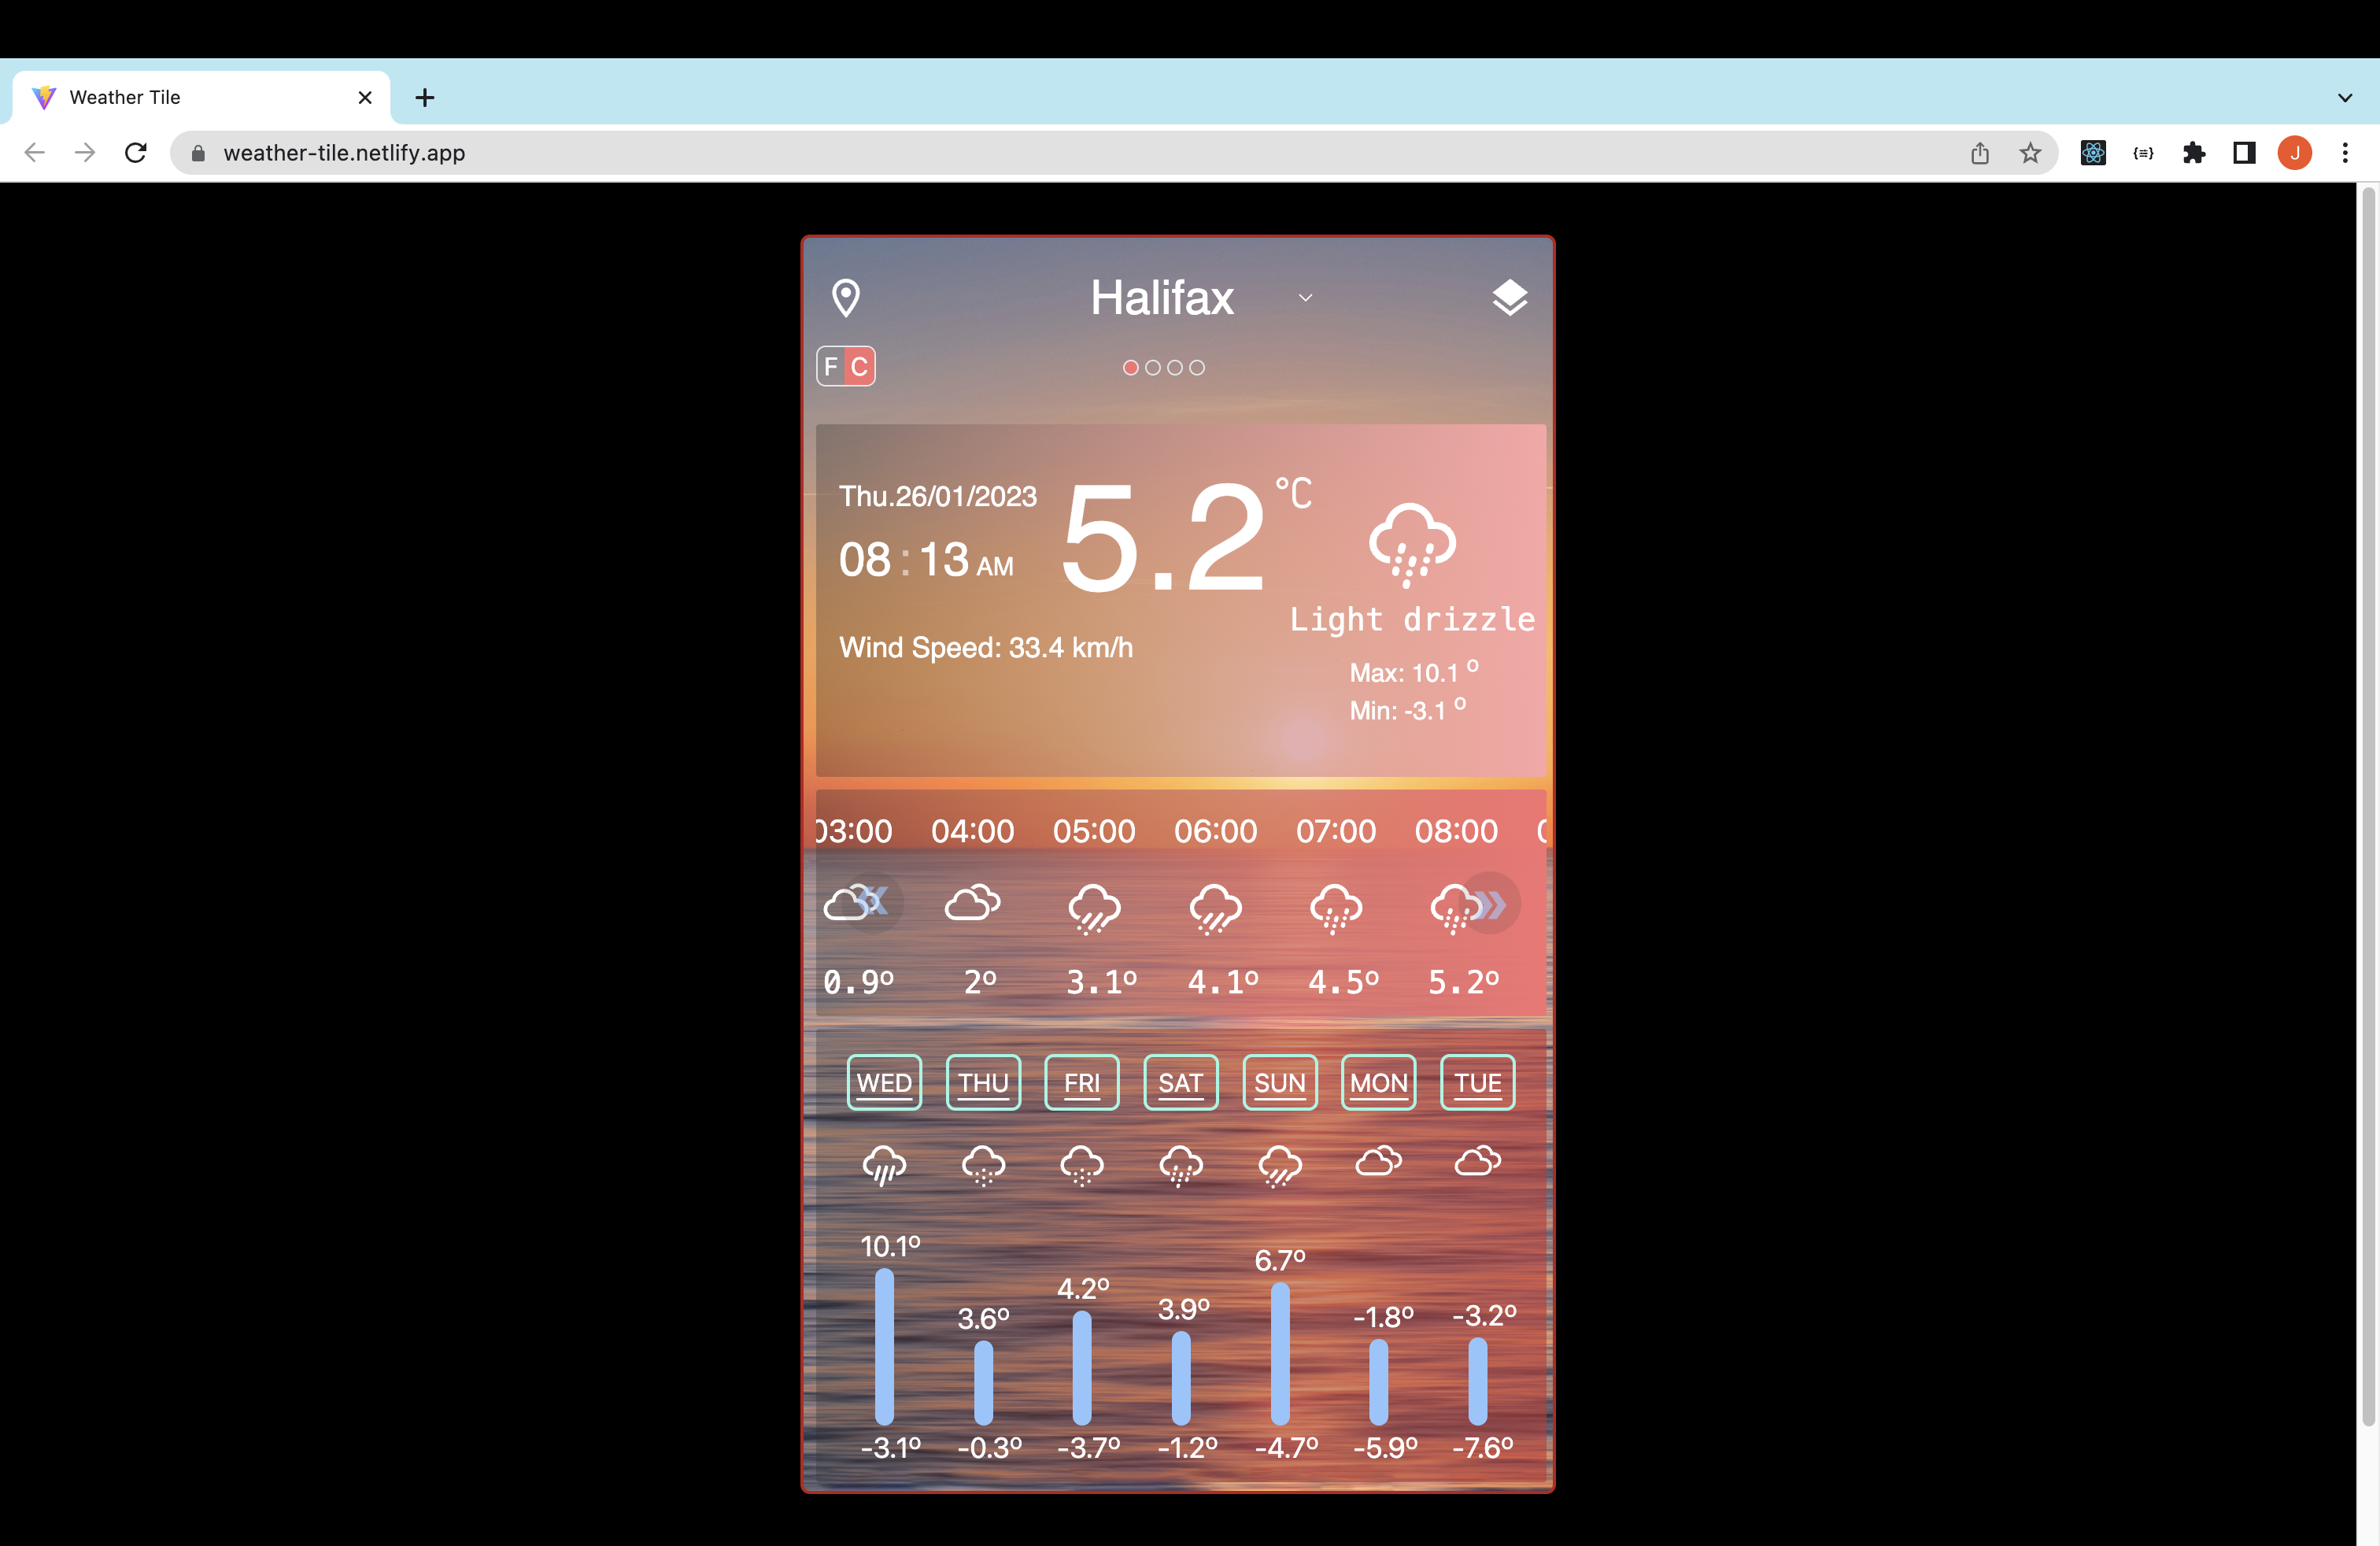 Weather Tile
weather-tile.netlify.app
J
Halifax
F C
Thu.26/01/2023
08:13 AM
5.2 °C
Light drizzle
Wind Speed: 33.4 km/h
Max: 10.1 º
Min: -3.1 º
03:00 04:00 05:00 06:00 07:00 08:00
0.9º 2º 3.1º 4.1º 4.5º 5.2º
WED THU FRI SAT SUN MON TUE
10.1º 3.6º 4.2º 3.9º 6.7º -1.8º -3.2º
-3.1º -0.3º -3.7º -1.2º -4.7º -5.9º -7.6º